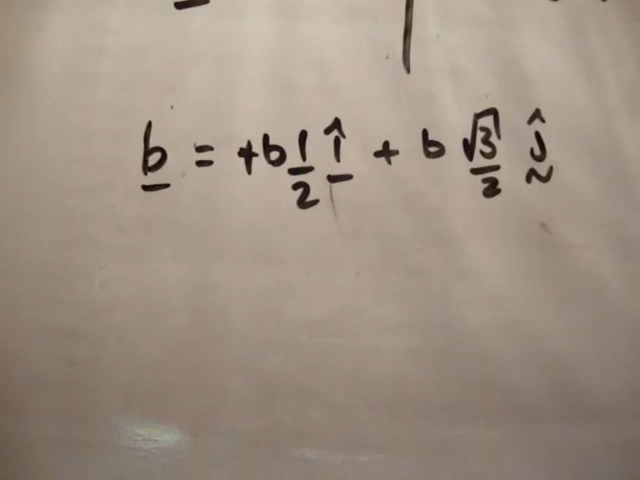 b = +b 1/2 î + b √3/2 ĵ